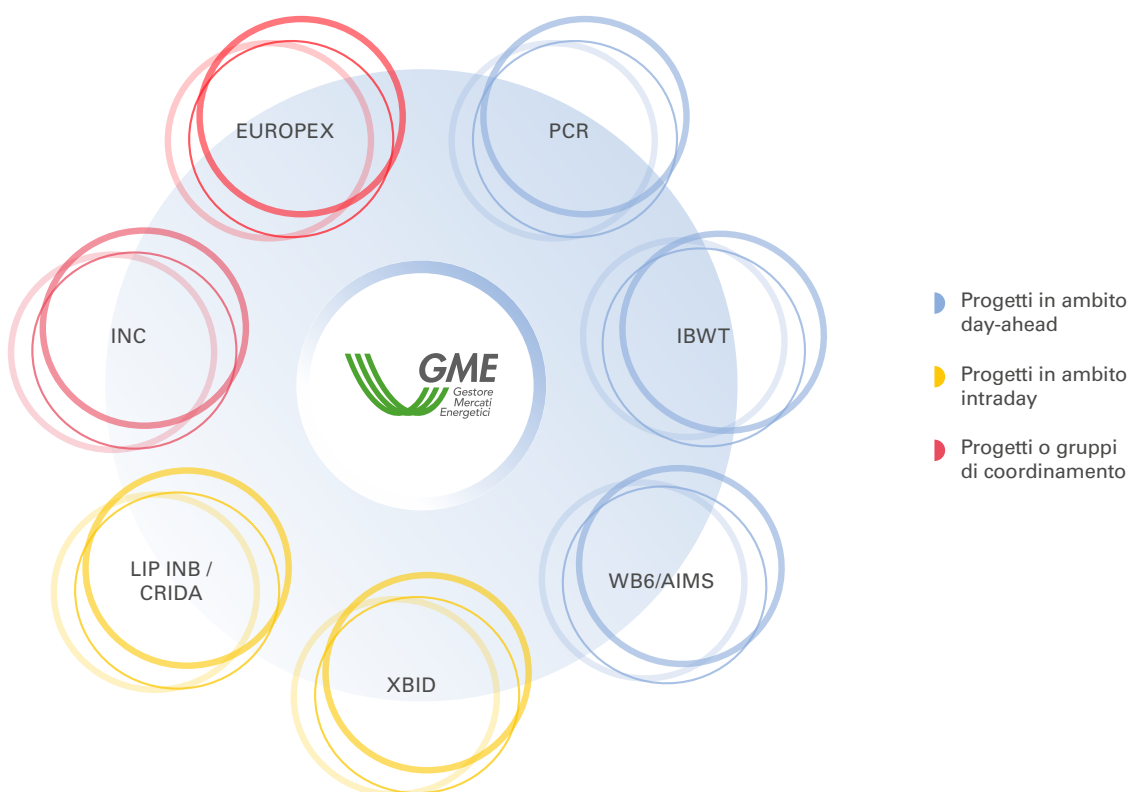 EUROPEX
PCR
INC
IBWT
GME
Gestore
Mercati
Energetici
LIP INB /
CRIDA
WB6/AIMS
XBID
Progetti in ambito
day-ahead
Progetti in ambito
intraday
Progetti o gruppi
di coordinamento